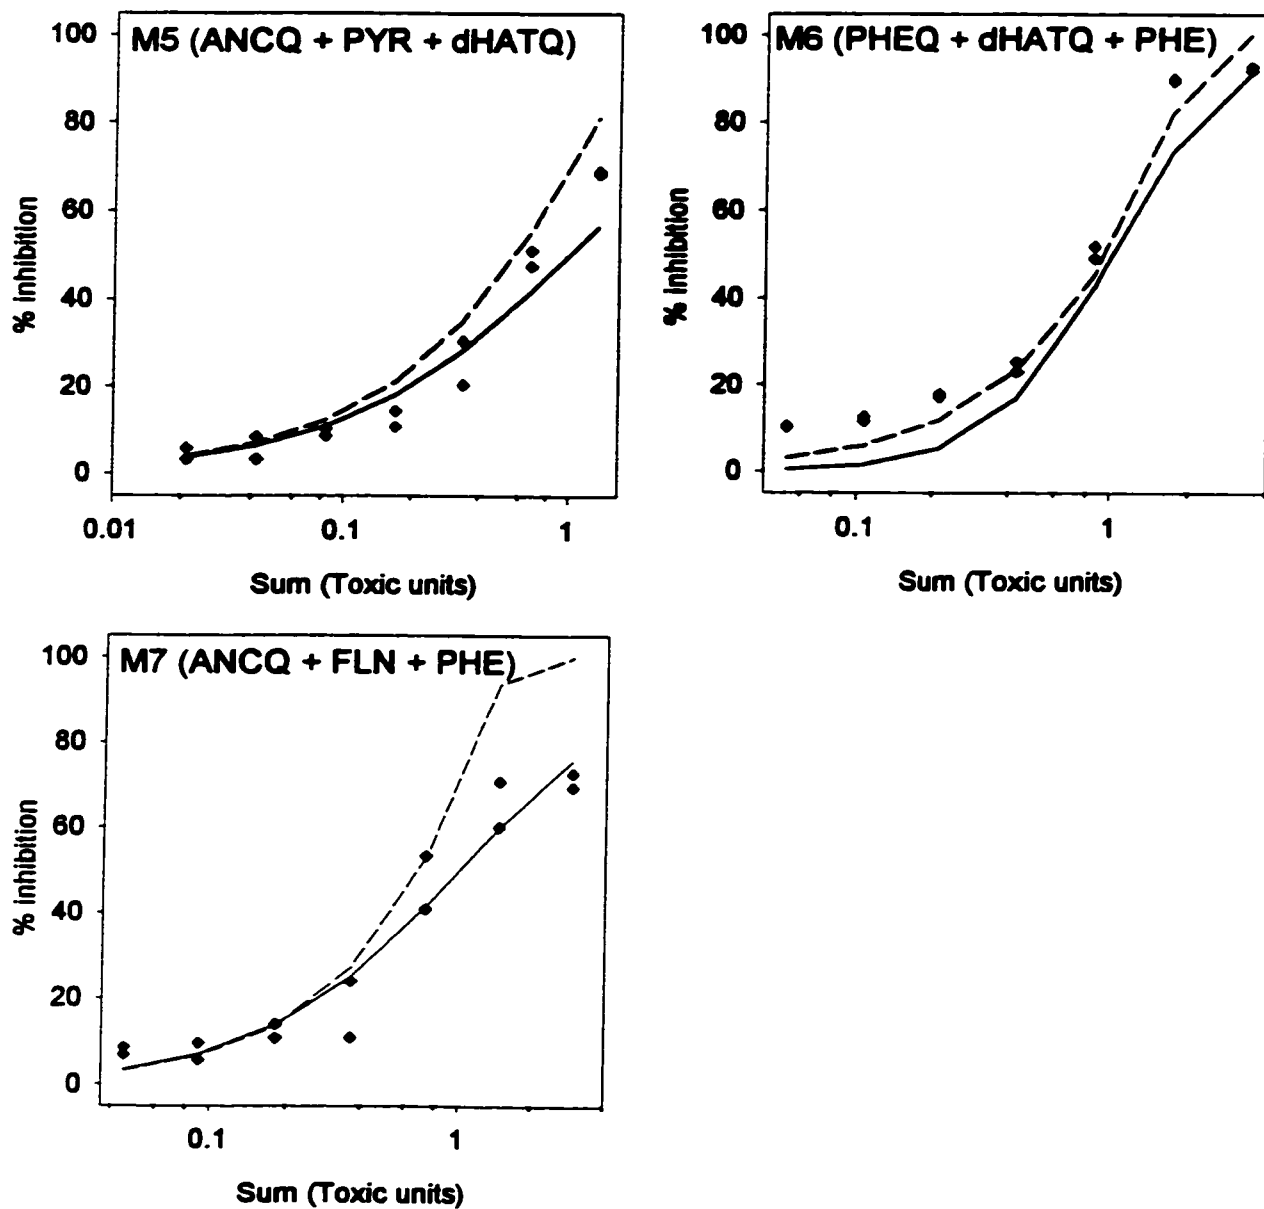 M5 (ANCQ + PYR + dHATQ)
100
80
60
40
20
0
% inhibition
0.01
0.1
1
Sum (Toxic units)
M6 (PHEQ + dHATQ + PHE)
100
80
60
40
20
0
% inhibition
0.1
1
Sum (Toxic units)
M7 (ANCQ + FLN + PHE)
100
80
60
40
20
0
% inhibition
0.1
1
Sum (Toxic units)